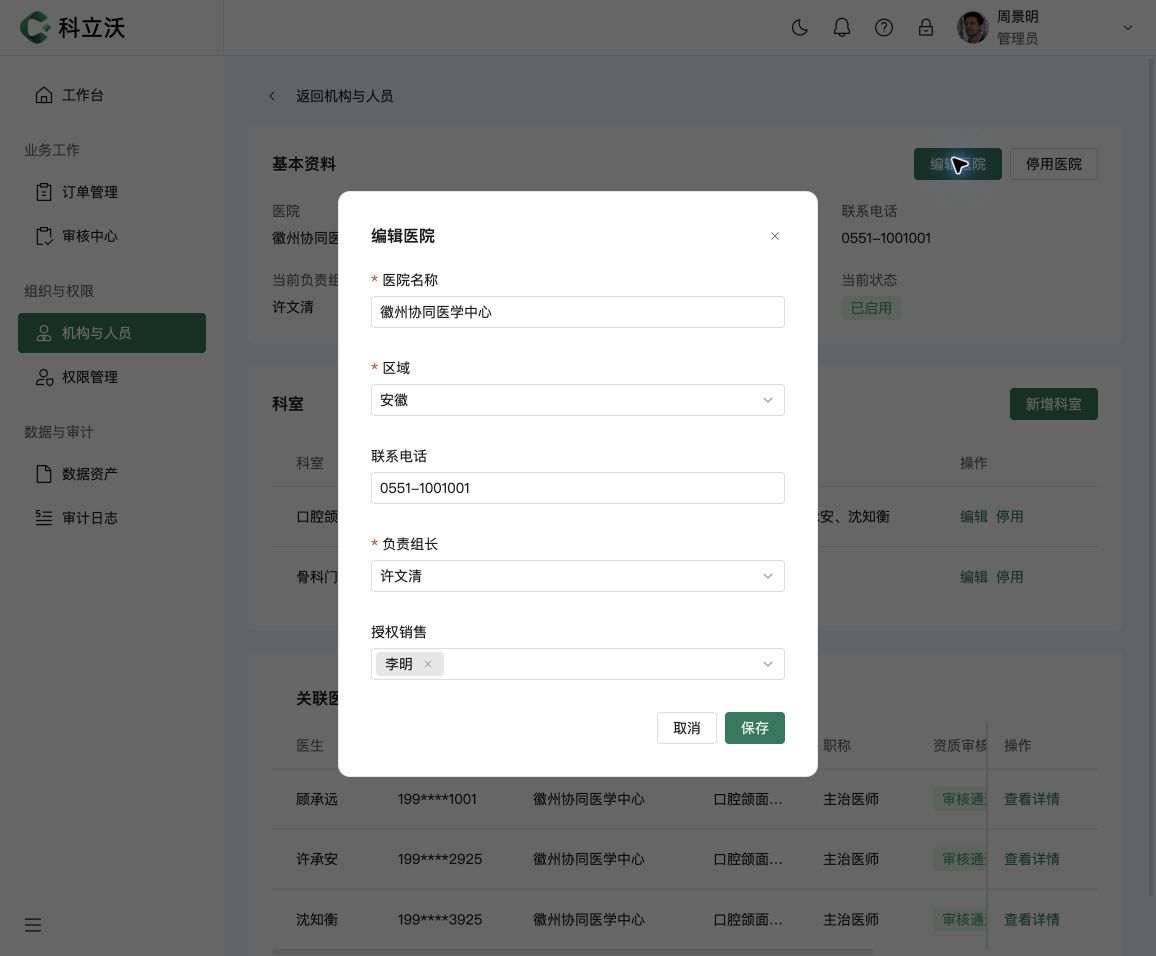 科立沃
周景明
管理员
工作台
业务工作
订单管理
审核中心
组织与权限
机构与人员
权限管理
数据与审计
数据资产
审计日志
返回机构与人员
基本资料
停用医院
医院
联系电话
徽州协同医
0551-1001001
当前负责组
当前状态
许文清
已启用
科室
新增科室
科室
操作
口腔颌
安、沈知衡
编辑 停用
骨科门
编辑 停用
关联医
医生
职称
资质审核
操作
顾承远
199****1001
徽州协同医学中心
口腔颌面...
主治医师
审核通
查看详情
许承安
199****2925
徽州协同医学中心
口腔颌面...
主治医师
审核通
查看详情
沈知衡
199****3925
徽州协同医学中心
口腔颌面...
主治医师
审核通
查看详情
编辑医院
* 医院名称
徽州协同医学中心
* 区域
安徽
联系电话
0551-1001001
* 负责组长
许文清
授权销售
李明
取消
保存